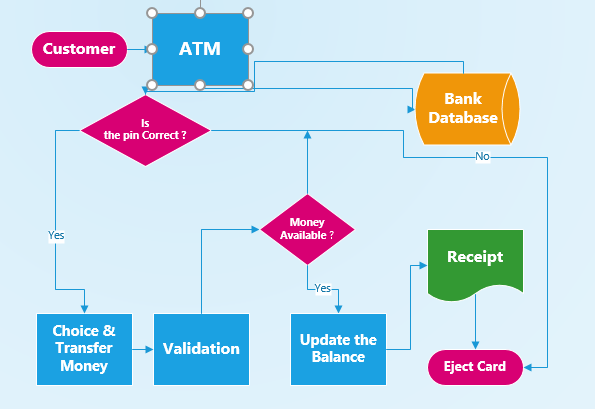 Customer
ATM
Bank
Database
Is
the pin Correct ?
No
Money
Available ?
Yes
Receipt
Yes
Choice &
Transfer
Money
Validation
Update the
Balance
Eject Card